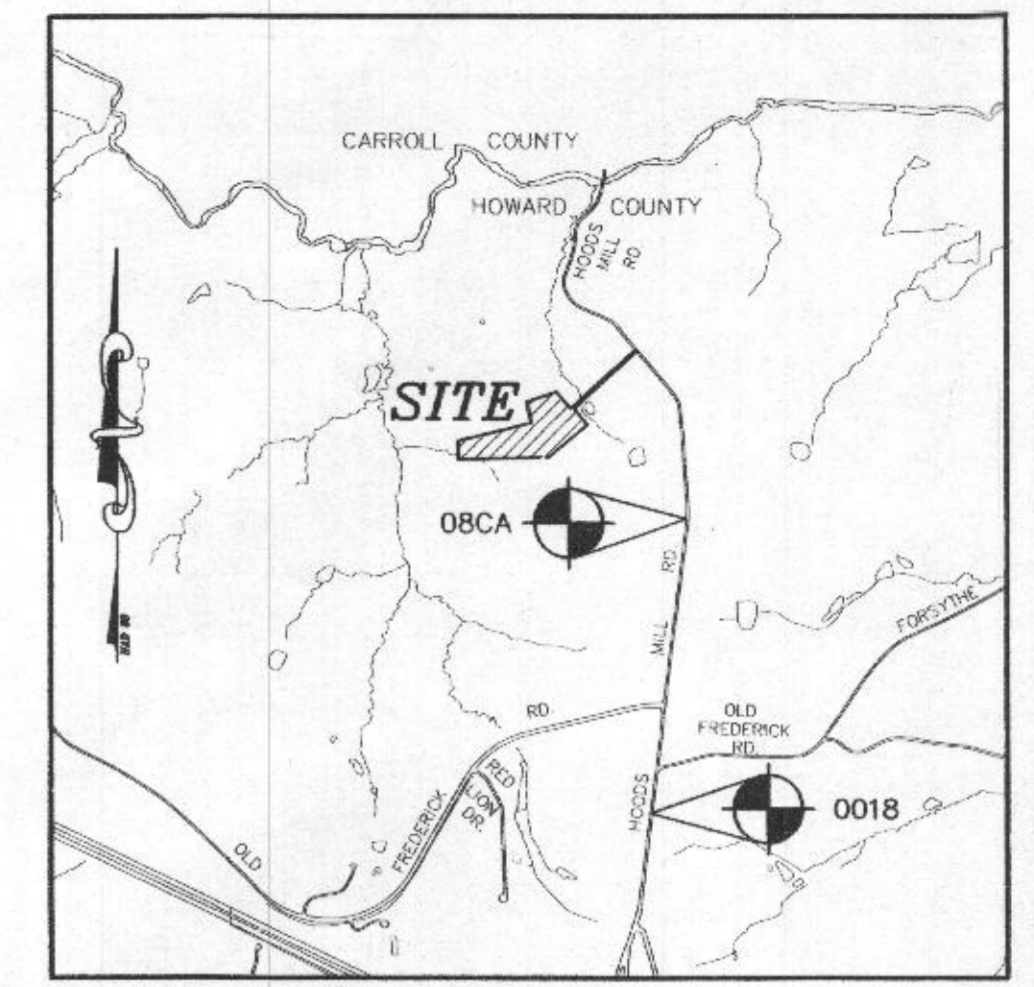 CARROLL COUNTY
HOWARD COUNTY
HOODS
MILL
RD
SITE
08CA
RD.
MILL
HOODS
FORSYTHE
OLD
FREDERICK
RD.
RD.
RED
LION
DR.
FREDERICK
OLD
0018